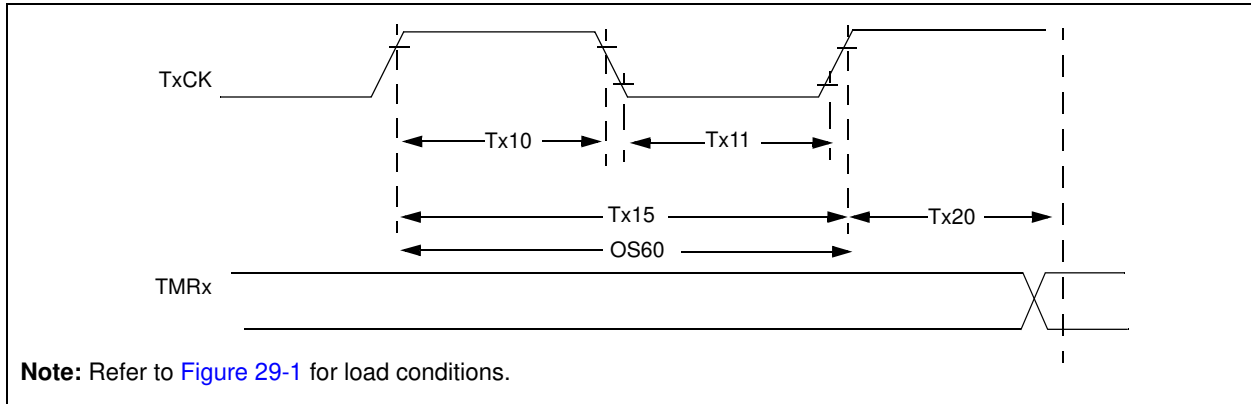 TxCK
Tx10
Tx11
Tx15
Tx20
OS60
TMRx
Note: Refer to Figure 29-1 for load conditions.